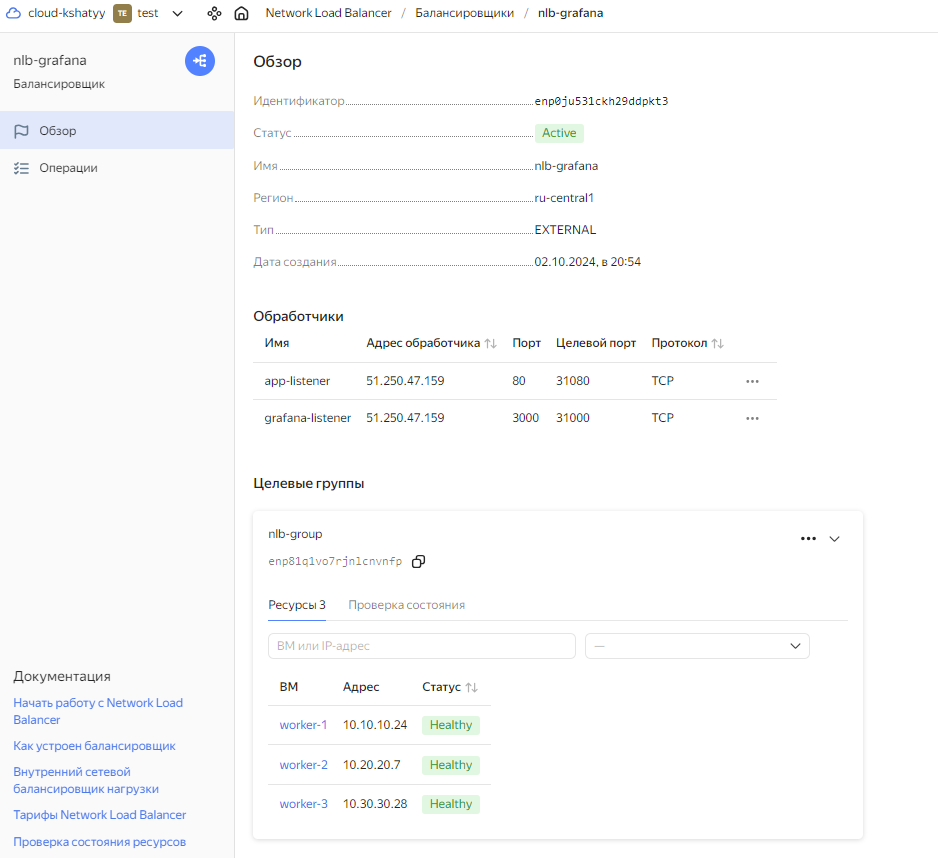 cloud-kshatyy TE test Network Load Balancer / Балансировщики / nlb-grafana
nlb-grafana
Балансировщик
Обзор
Операции
Документация
Начать работу с Network Load
Balancer
Как устроен балансировщик
Внутренний сетевой
балансировщик нагрузки
Тарифы Network Load Balancer
Проверка состояния ресурсов
Обзор
Идентификатор enp0ju531ckh29ddpkt3
Статус Active
Имя nlb-grafana
Регион ru-central1
Тип EXTERNAL
Дата создания 02.10.2024, в 20:54
Обработчики
Имя Адрес обработчика Порт Целевой порт Протокол
app-listener 51.250.47.159 80 31080 TCP
grafana-listener 51.250.47.159 3000 31000 TCP
Целевые группы
nlb-group
enp81q1vo7rjnlcnvnfp
Ресурсы 3 Проверка состояния
ВМ или IP-адрес —
ВМ Адрес Статус
worker-1 10.10.10.24 Healthy
worker-2 10.20.20.7 Healthy
worker-3 10.30.30.28 Healthy